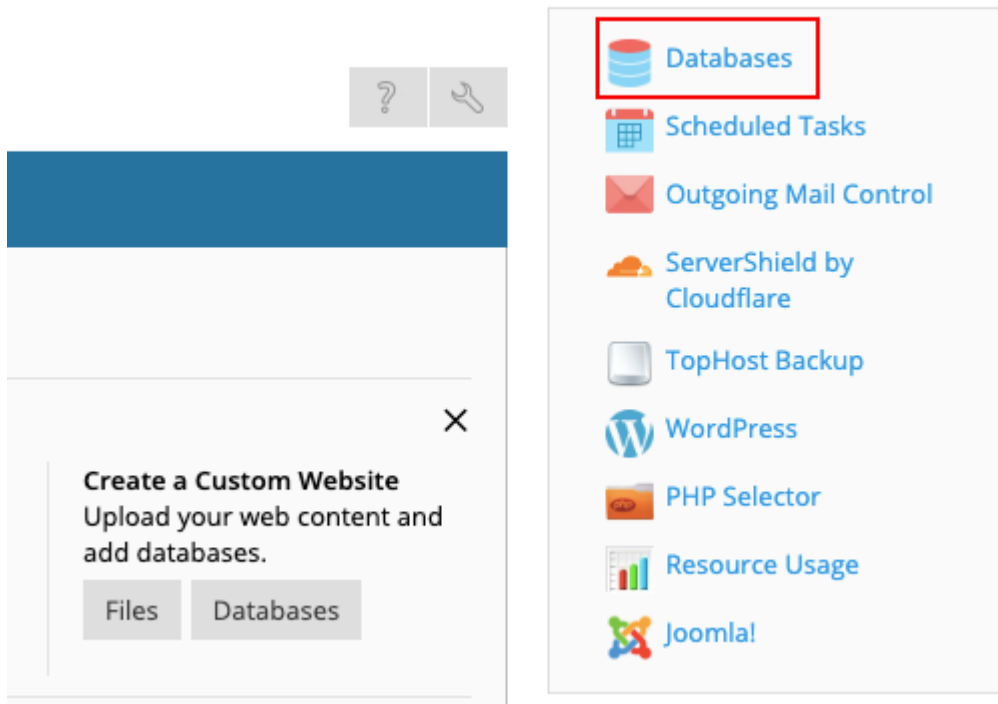 ?
Create a Custom Website
Upload your web content and
add databases.
Files
Databases
Databases
Scheduled Tasks
Outgoing Mail Control
ServerShield by
Cloudflare
TopHost Backup
WordPress
PHP Selector
Resource Usage
Joomla!